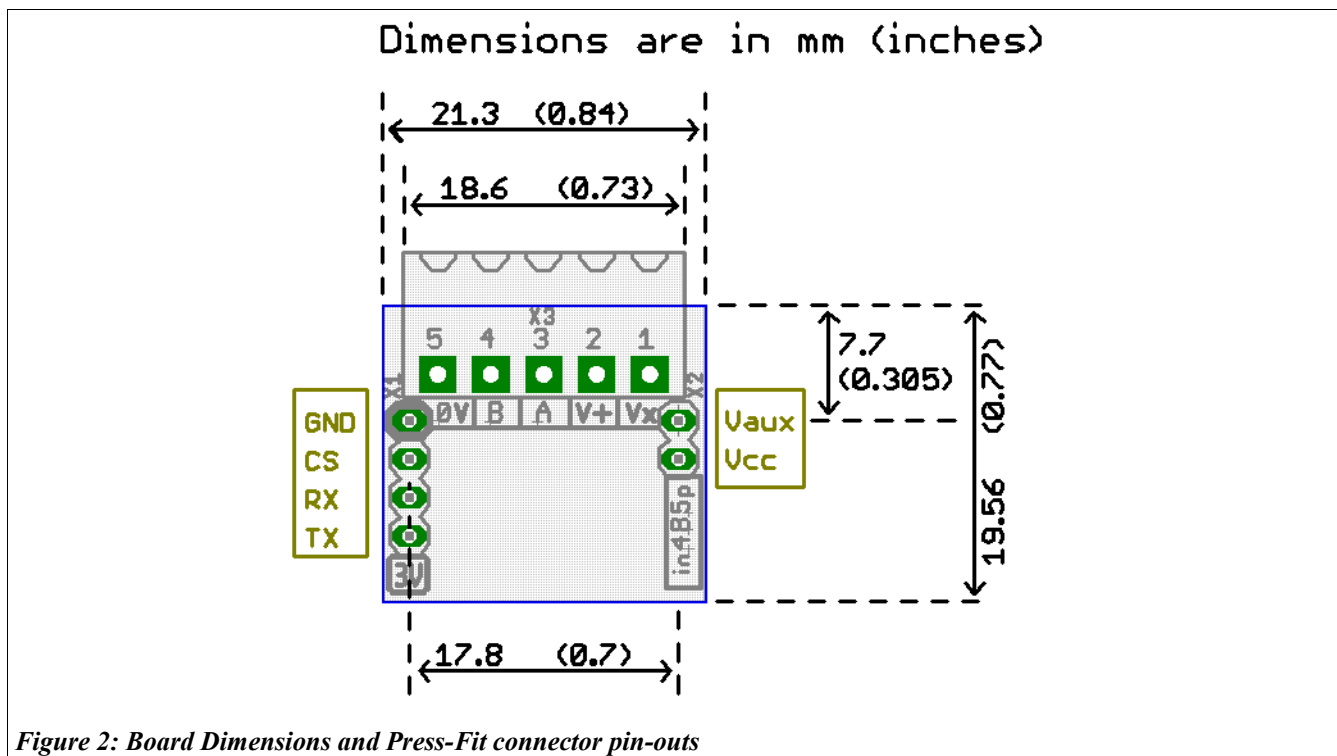 Dimensions are in mm (inches)
21.3 (0.84)
18.6 (0.73)
X3
5 4 3 2 1
X1
X2
0V B A V+ Vx
GND
CS
RX
TX
Vaux
Vcc
7.7
(0.305)
19.56 (0.77)
3V
in4B5p
17.8 (0.7)
Figure 2: Board Dimensions and Press-Fit connector pin-outs